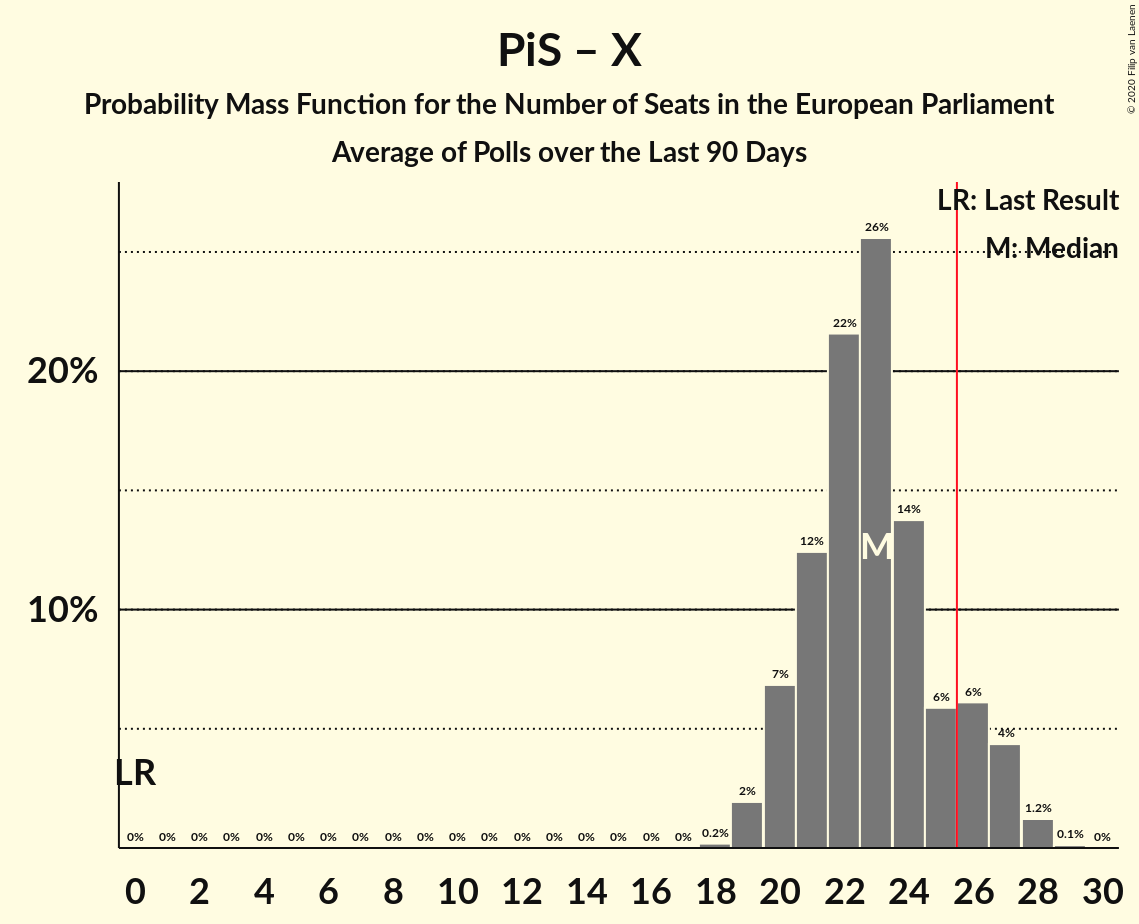 PiS – X
Probability Mass Function for the Number of Seats in the European Parliament
Average of Polls over the Last 90 Days
© 2020 Filip van Laenen
LR: Last Result
M: Median
26%
22%
20%
14%
12%
M
10%
7%
6% 6%
4%
LR
2%
1.2%
0% 0% 0% 0% 0% 0% 0% 0% 0% 0% 0% 0% 0% 0% 0% 0% 0% 0% 0.2% 0.1% 0%
0 2 4 6 8 10 12 14 16 18 20 22 24 26 28 30